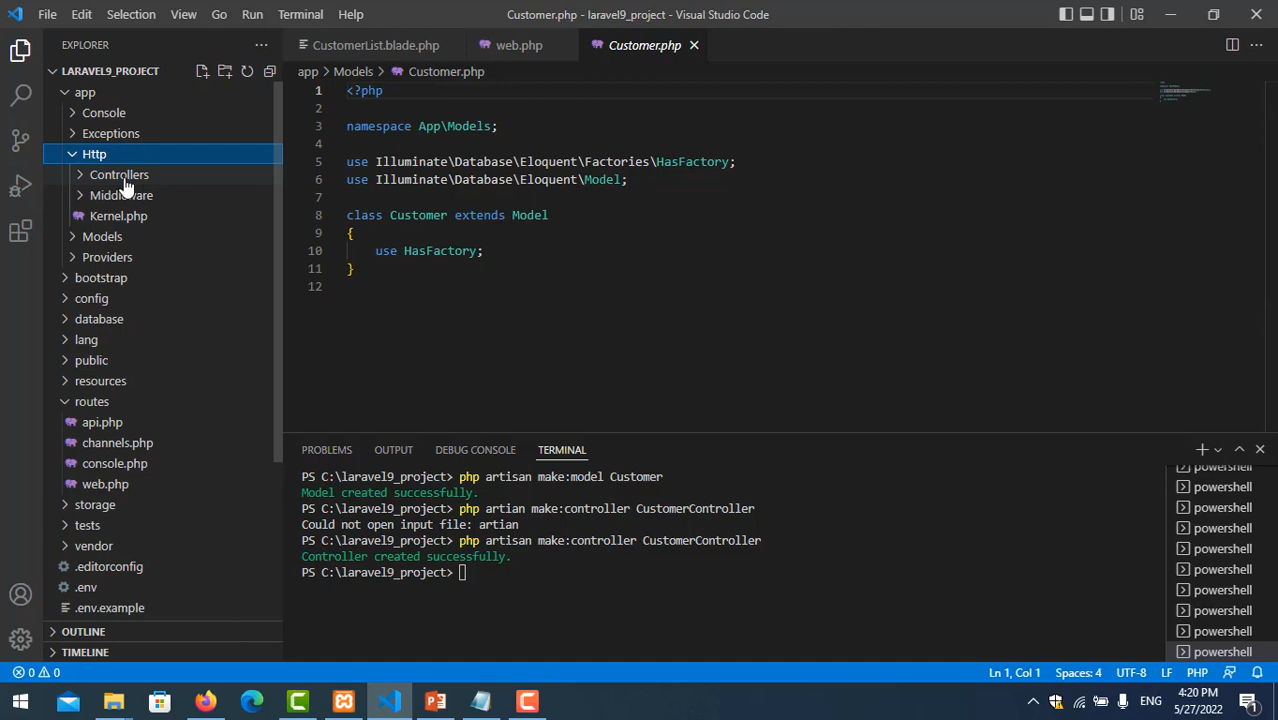 File Edit Selection View Go Run Terminal Help
Customer.php - laravel9_project - Visual Studio Code
EXPLORER
LARAVEL9_PROJECT
app
Console
Exceptions
Http
Controllers
Middleware
Kernel.php
Models
Providers
bootstrap
config
database
lang
public
resources
routes
api.php
channels.php
console.php
web.php
storage
tests
vendor
.editorconfig
.env
.env.example
OUTLINE
TIMELINE
CustomerList.blade.php web.php Customer.php
app > Models > Customer.php
1 <?php
2
3 namespace App\Models;
4
5 use Illuminate\Database\Eloquent\Factories\HasFactory;
6 use Illuminate\Database\Eloquent\Model;
7
8 class Customer extends Model
9 {
10 use HasFactory;
11 }
12
PROBLEMS OUTPUT DEBUG CONSOLE TERMINAL
PS C:\laravel9_project> php artisan make:model Customer
Model created successfully.
PS C:\laravel9_project> php artian make:controller CustomerController
Could not open input file: artian
PS C:\laravel9_project> php artisan make:controller CustomerController
Controller created successfully.
PS C:\laravel9_project>
powershell
powershell
powershell
powershell
powershell
powershell
powershell
powershell
powershell
powershell
0 0
Ln 1, Col 1 Spaces: 4 UTF-8 LF PHP
ENG
4:20 PM
5/27/2022
1